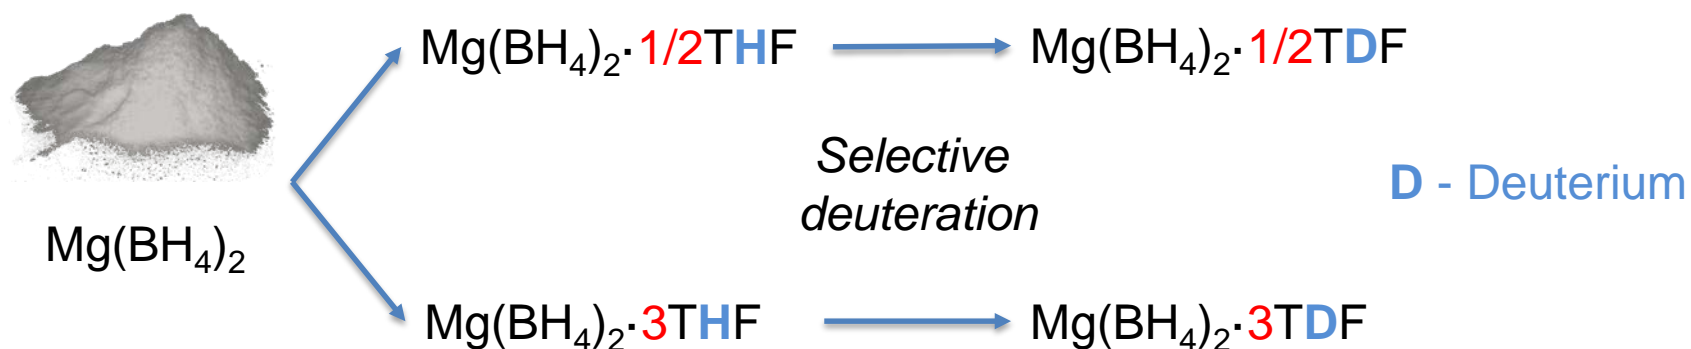 Mg(BH₄)₂·1/2THF
Mg(BH₄)₂·1/2TDF
Selective
deuteration
D - Deuterium
Mg(BH₄)₂
Mg(BH₄)₂·3THF
Mg(BH₄)₂·3TDF